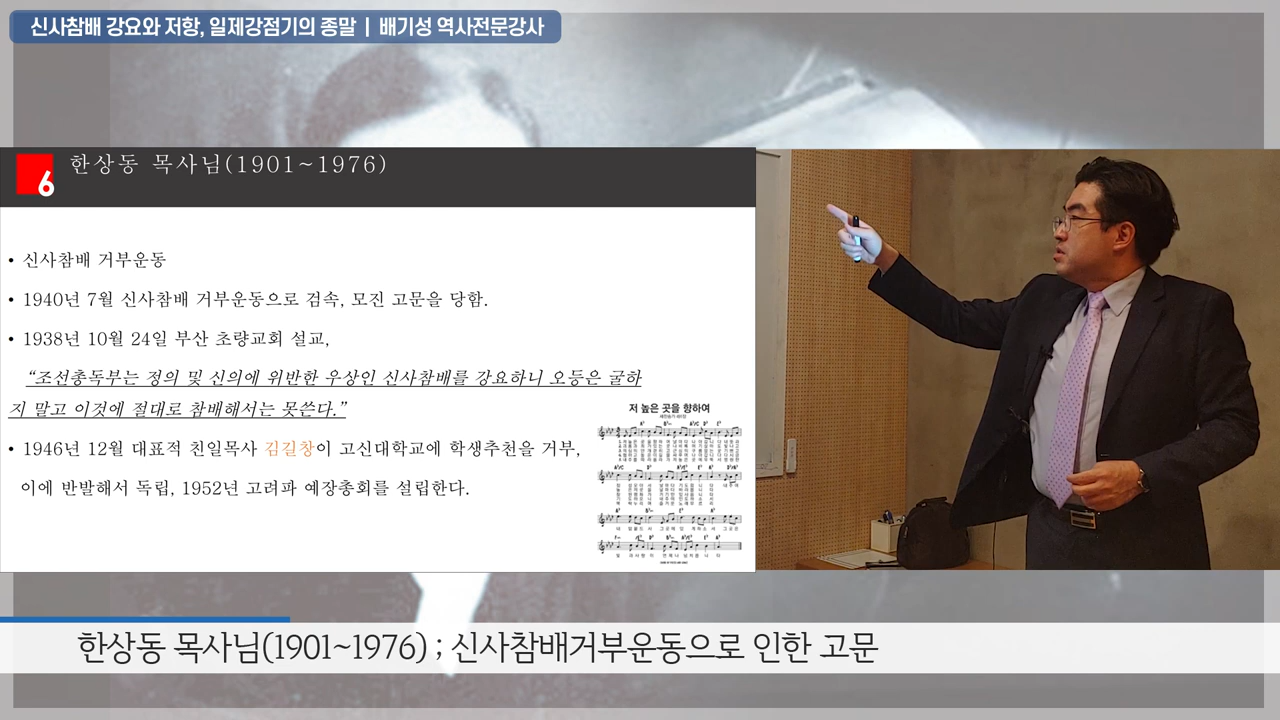 신사참배 강요와 저항, 일제강점기의 종말 | 배기성 역사전문강사
6
한상동 목사님(1901~1976)
• 신사참배 거부운동
• 1940년 7월 신사참배 거부운동으로 검속, 모진 고문을 당함.
• 1938년 10월 24일 부산 초량교회 설교,
“조선총독부는 정의 및 신의에 위반한 우상인 신사참배를 강요하니 오등은 굴하
지 말고 이것에 절대로 참배해서는 못쓴다.”
• 1946년 12월 대표적 친일목사 김길창이 고신대학교에 학생추천을 거부,
이에 반발해서 독립, 1952년 고려파 예장총회를 설립한다.
저 높은 곳을 향하여
한상동 목사님(1901~1976) ; 신사참배거부운동으로 인한 고문